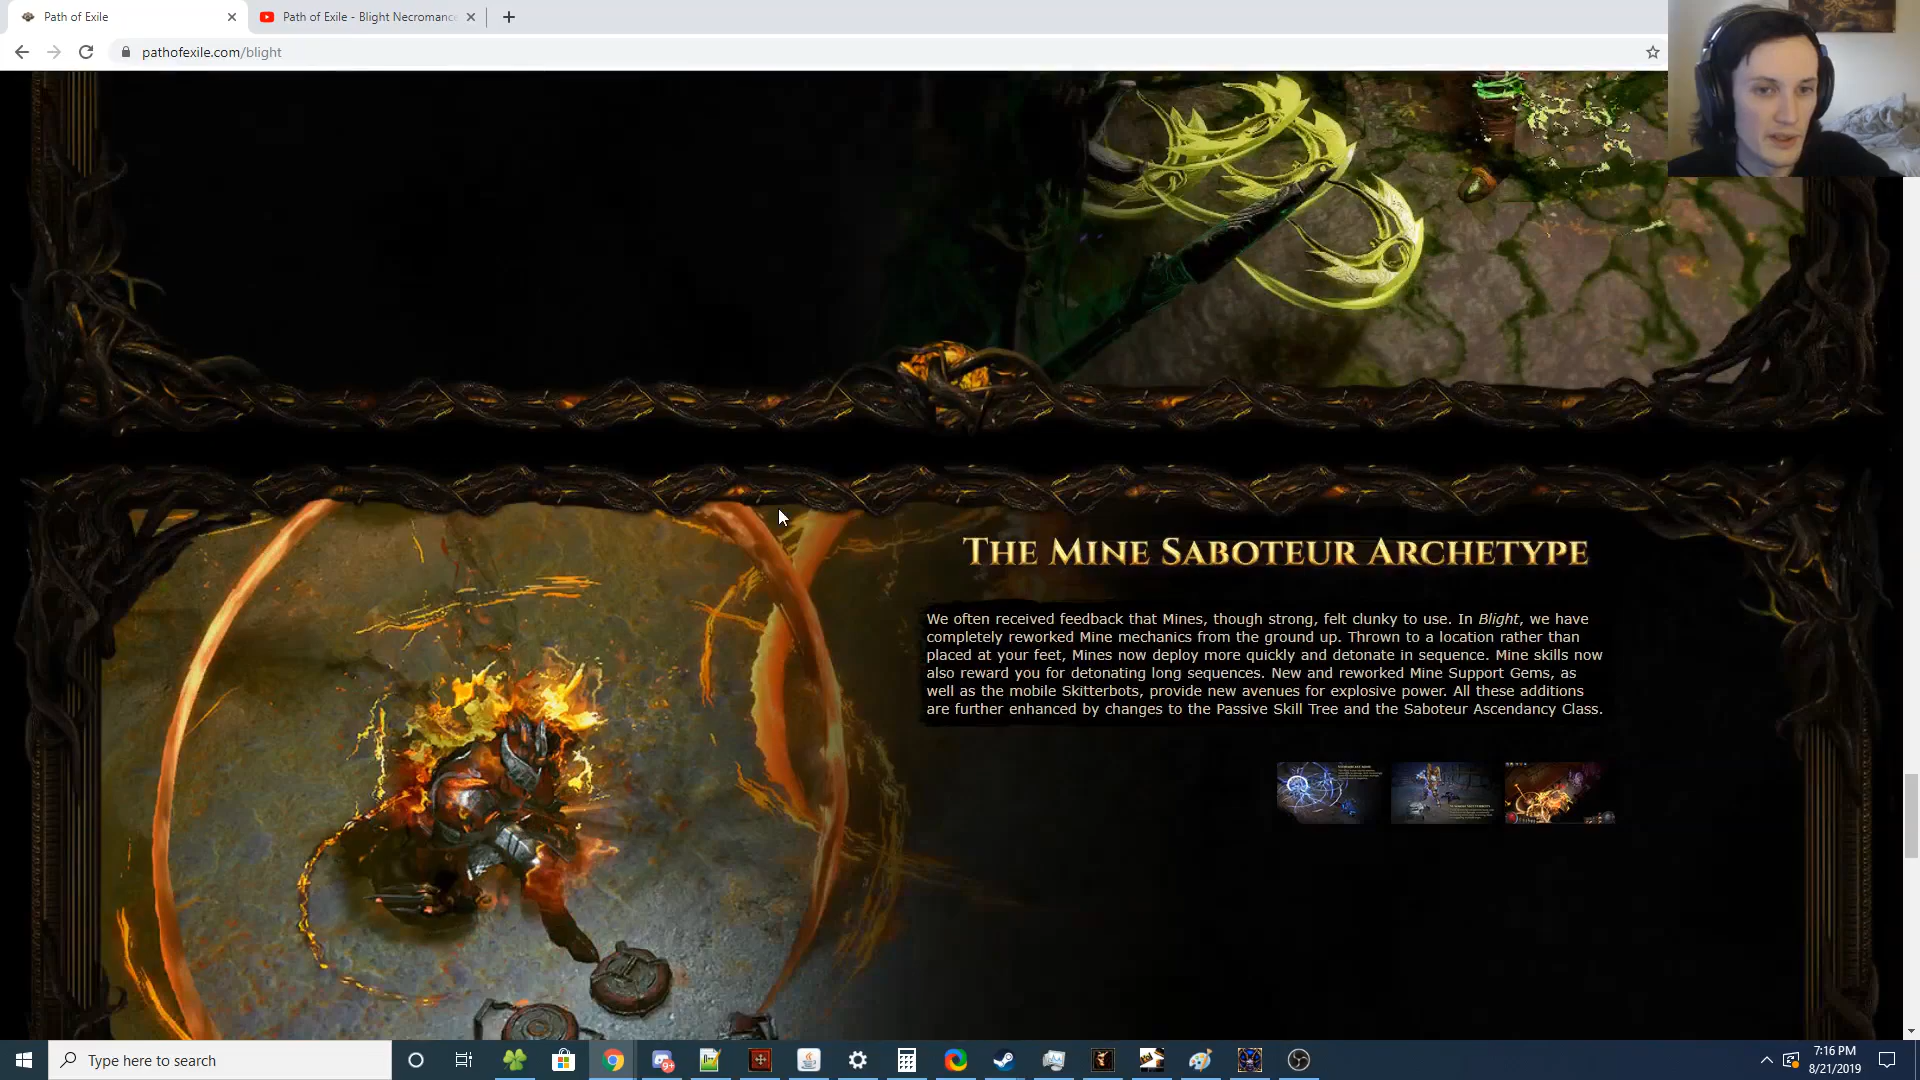 Path of Exile
Path of Exile - Blight Necromanc
pathofexile.com/blight
THE MINE SABOTEUR ARCHETYPE
We often received feedback that Mines, though strong, felt clunky to use. In Blight, we have
completely reworked Mine mechanics from the ground up. Thrown to a location rather than
placed at your feet, Mines now deploy more quickly and detonate in sequence. Mine skills now
also reward you for detonating long sequences. New and reworked Mine Support Gems, as
well as the mobile Skitterbots, provide new avenues for explosive power. All these additions
are further enhanced by changes to the Passive Skill Tree and the Saboteur Ascendancy Class.
Type here to search
9+
7:16 PM
8/21/2019